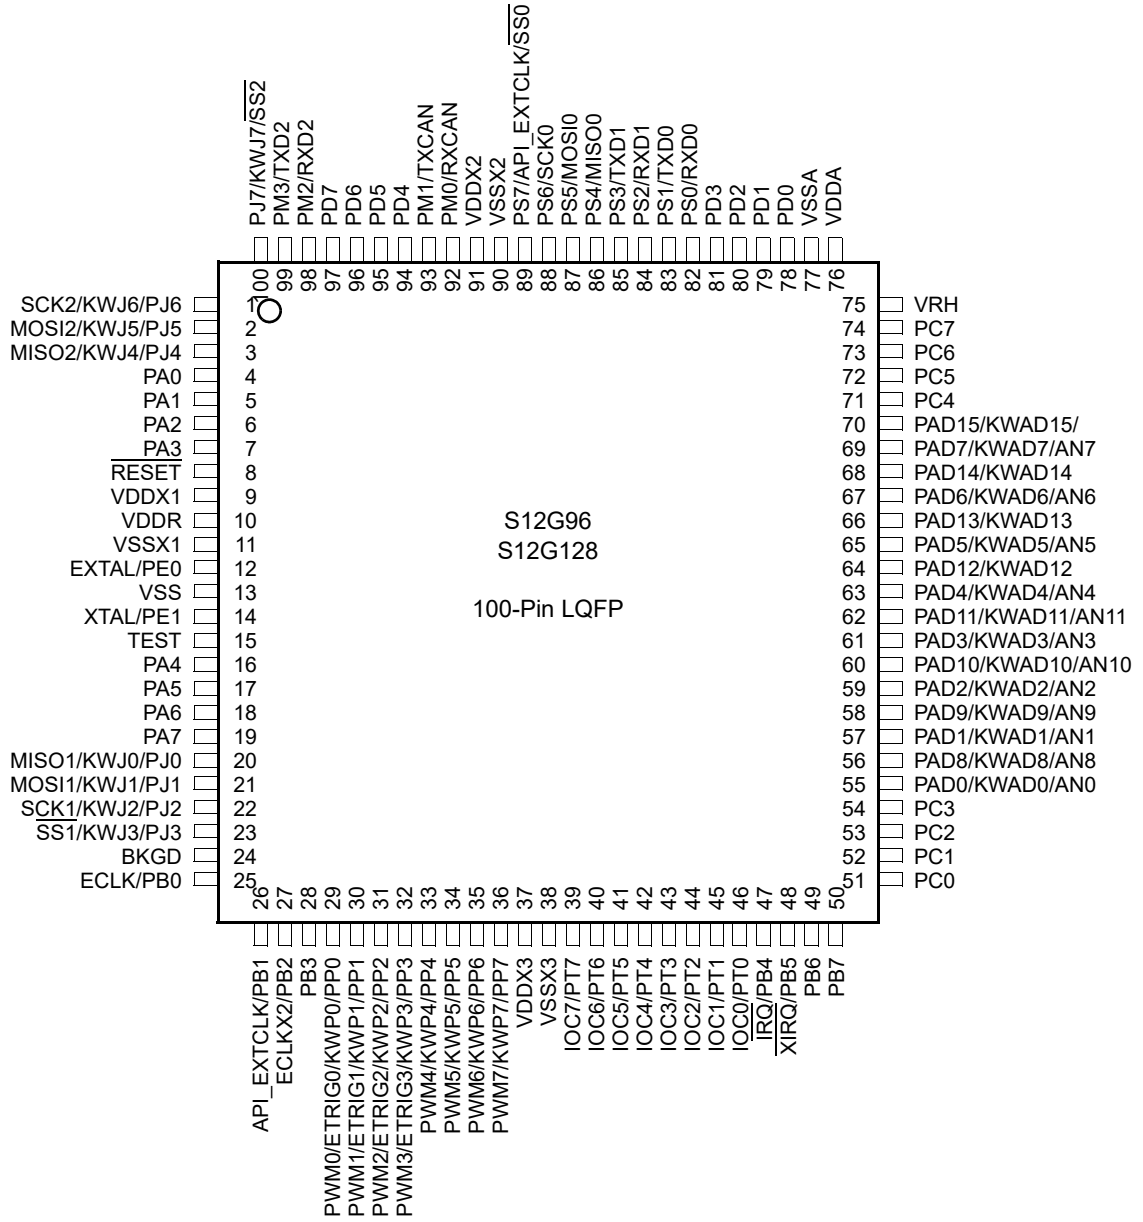 PJ7/KWJ7/SS2
PM3/TXD2
PM2/RXD2
PD7
PD6
PD5
PD4
PM1/TXCAN
PM0/RXCAN
VDDX2
VSSX2
PS7/API_EXTCLK/SS0
PS6/SCK0
PS5/MOSI0
PS4/MISO0
PS3/TXD1
PS2/RXD1
PS1/TXD0
PS0/RXD0
PD3
PD2
PD1
PD0
VSSA
VDDA
100
99
98
97
96
95
94
93
92
91
90
89
88
87
86
85
84
83
82
81
80
79
78
77
76
SCK2/KWJ6/PJ6 1
MOSI2/KWJ5/PJ5 2
MISO2/KWJ4/PJ4 3
PA0 4
PA1 5
PA2 6
PA3 7
RESET 8
VDDX1 9
VDDR 10
VSSX1 11
EXTAL/PE0 12
VSS 13
XTAL/PE1 14
TEST 15
PA4 16
PA5 17
PA6 18
PA7 19
MISO1/KWJ0/PJ0 20
MOSI1/KWJ1/PJ1 21
SCK1/KWJ2/PJ2 22
SS1/KWJ3/PJ3 23
BKGD 24
ECLK/PB0 25
S12G96
S12G128
100-Pin LQFP
75 VRH
74 PC7
73 PC6
72 PC5
71 PC4
70 PAD15/KWAD15/
69 PAD7/KWAD7/AN7
68 PAD14/KWAD14
67 PAD6/KWAD6/AN6
66 PAD13/KWAD13
65 PAD5/KWAD5/AN5
64 PAD12/KWAD12
63 PAD4/KWAD4/AN4
62 PAD11/KWAD11/AN11
61 PAD3/KWAD3/AN3
60 PAD10/KWAD10/AN10
59 PAD2/KWAD2/AN2
58 PAD9/KWAD9/AN9
57 PAD1/KWAD1/AN1
56 PAD8/KWAD8/AN8
55 PAD0/KWAD0/AN0
54 PC3
53 PC2
52 PC1
51 PC0
26
27
28
29
30
31
32
33
34
35
36
37
38
39
40
41
42
43
44
45
46
47
48
49
50
API_EXTCLK/PB1
ECLKX2/PB2
PB3
PWM0/ETRIG0/KWP0/PP0
PWM1/ETRIG1/KWP1/PP1
PWM2/ETRIG2/KWP2/PP2
PWM3/ETRIG3/KWP3/PP3
PWM4/KWP4/PP4
PWM5/KWP5/PP5
PWM6/KWP6/PP6
PWM7/KWP7/PP7
VDDX3
VSSX3
IOC7/PT7
IOC6/PT6
IOC5/PT5
IOC4/PT4
IOC3/PT3
IOC2/PT2
IOC1/PT1
IOC0/PT0
IRQ/PB4
XIRQ/PB5
PB6
PB7